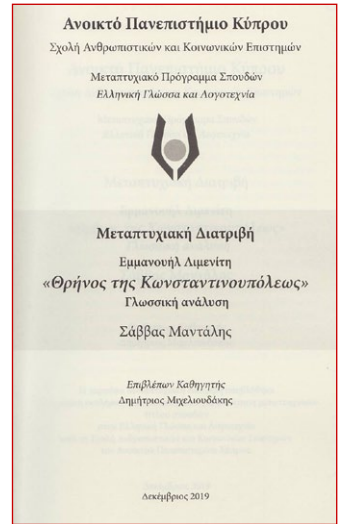 Ανοικτό Πανεπιστήμιο Κύπρου
Σχολή Ανθρωπιστικών και Κοινωνικών Επιστημών
Μεταπτυχιακό Πρόγραμμα Σπουδών
Ελληνική Γλώσσα και Λογοτεχνία
Μεταπτυχιακή Διατριβή
Εμμανουήλ Λιμενίτη
«Θρήνος της Κωνσταντινουπόλεως»
Γλωσσική ανάλυση
Σάββας Μαντάλης
Επιβλέπων Καθηγητής
Δημήτριος Μιχελιουδάκης
Δεκέμβριος 2019